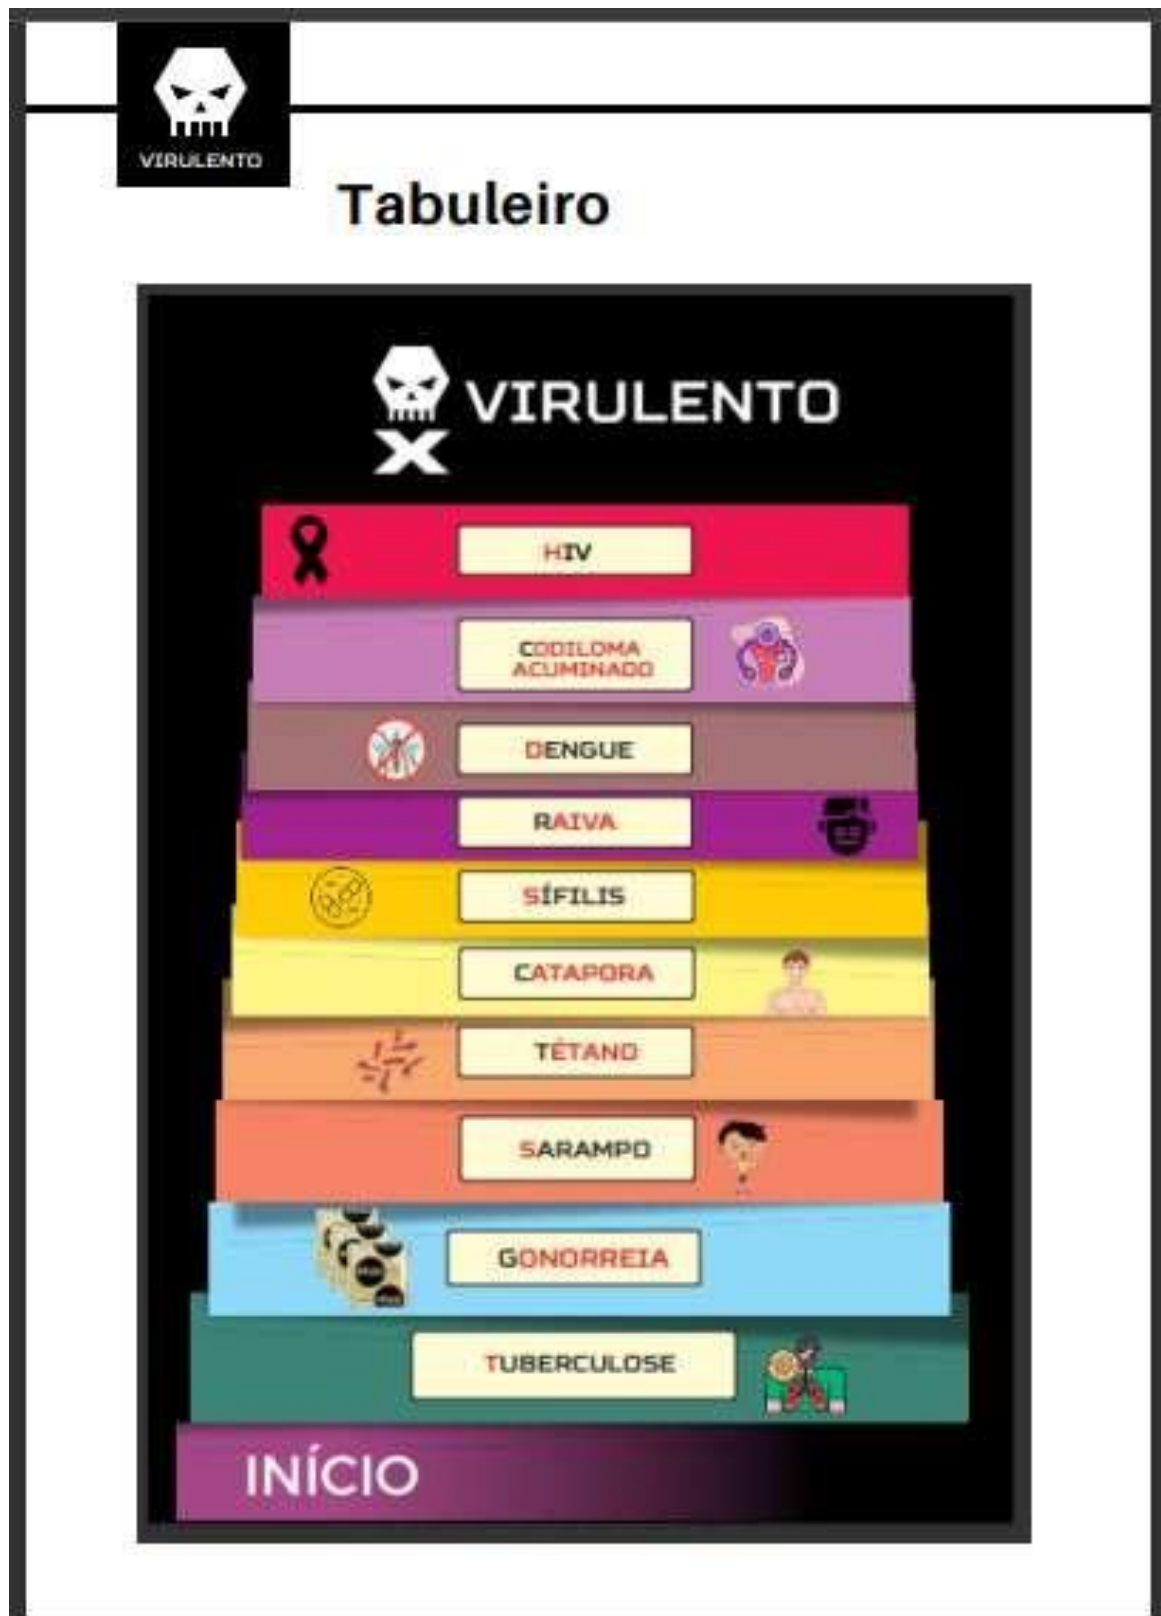 VIRULENTO
Tabuleiro
VIRULENTO
X
HIV
CODILOMA
ACUMINADO
DENGUE
RAIVA
SÍFILIS
CATAPORA
TÉTANO
SARAMPO
GONORREIA
TUBERCULOSE
INÍCIO